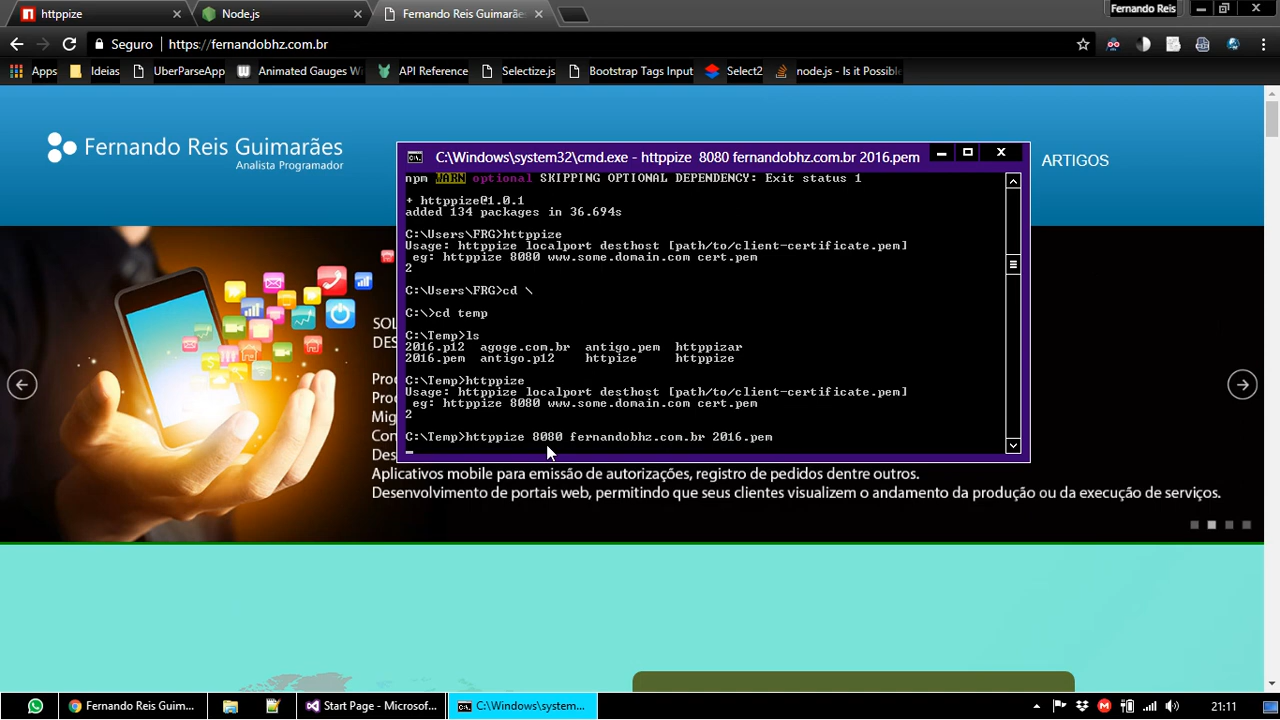 httppize
Node.js
Fernando Reis Guimarães
Fernando Reis
Seguro
https://fernandobhz.com.br
Apps
Ideias
UberParseApp
Animated Gauges Wi
API Reference
Selectize.js
Bootstrap Tags Input
Select2
node.js - Is it Possible
Fernando Reis Guimarães
Analista Programador
ARTIGOS
C:\Windows\system32\cmd.exe - httppize 8080 fernandobhz.com.br 2016.pem
npm WARN optional SKIPPING OPTIONAL DEPENDENCY: Exit status 1
+ httppize@1.0.1
added 134 packages in 36.694s
C:\Users\FRG>httppize
Usage: httppize localport desthost [path/to/client-certificate.pem]
eg: httppize 8080 www.some.domain.com cert.pem
2
C:\Users\FRG>cd \
C:\>cd temp
C:\Temp>ls
2016.p12 agoge.com.br antigo.pem httppizar
2016.pem antigo.p12 httpize httppize
C:\Temp>httppize
Usage: httppize localport desthost [path/to/client-certificate.pem]
eg: httppize 8080 www.some.domain.com cert.pem
2
C:\Temp>httppize 8080 fernandobhz.com.br 2016.pem
SOL
DES
Prod
Mig
Con
Des
Aplicativos mobile para emissão de autorizações, registro de pedidos dentre outros.
Desenvolvimento de portais web, permitindo que seus clientes visualizem o andamento da produção ou da execução de serviços.
Fernando Reis Guim...
Start Page - Microsof...
C:\Windows\system...
21:11